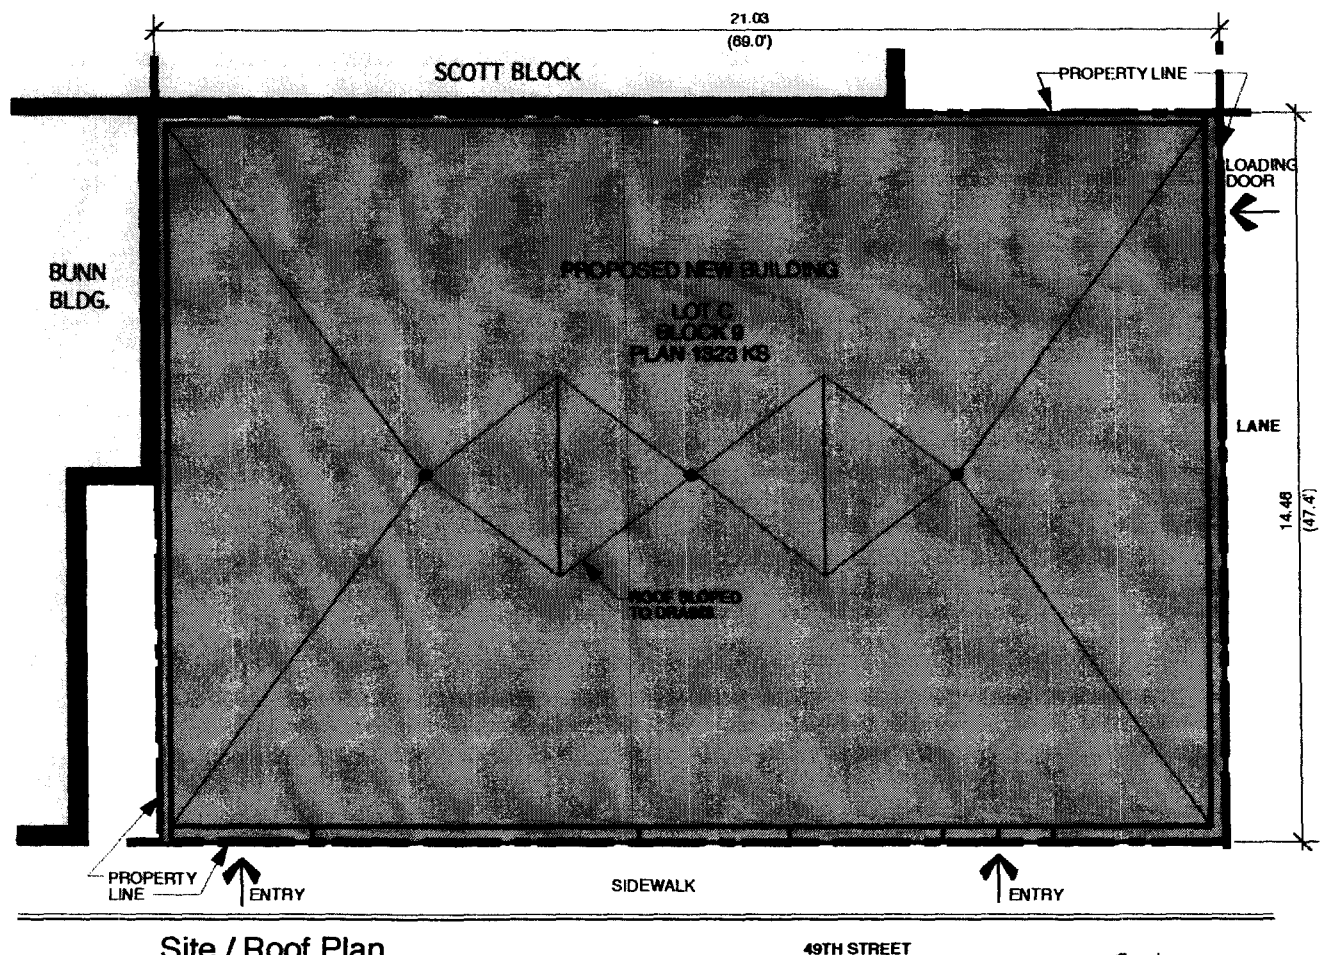 21.03
(69.0')
SCOTT BLOCK
PROPERTY LINE
LOADING
DOOR
BUNN
BLDG.
PROPOSED NEW BUILDING
LOT C
BLOCK 9
PLAN 1323 KS
LANE
14.46
(47.4')
ROOF SLOPED
TO DRAINS
PROPERTY
LINE
ENTRY
SIDEWALK
ENTRY
Site / Roof Plan
49TH STREET